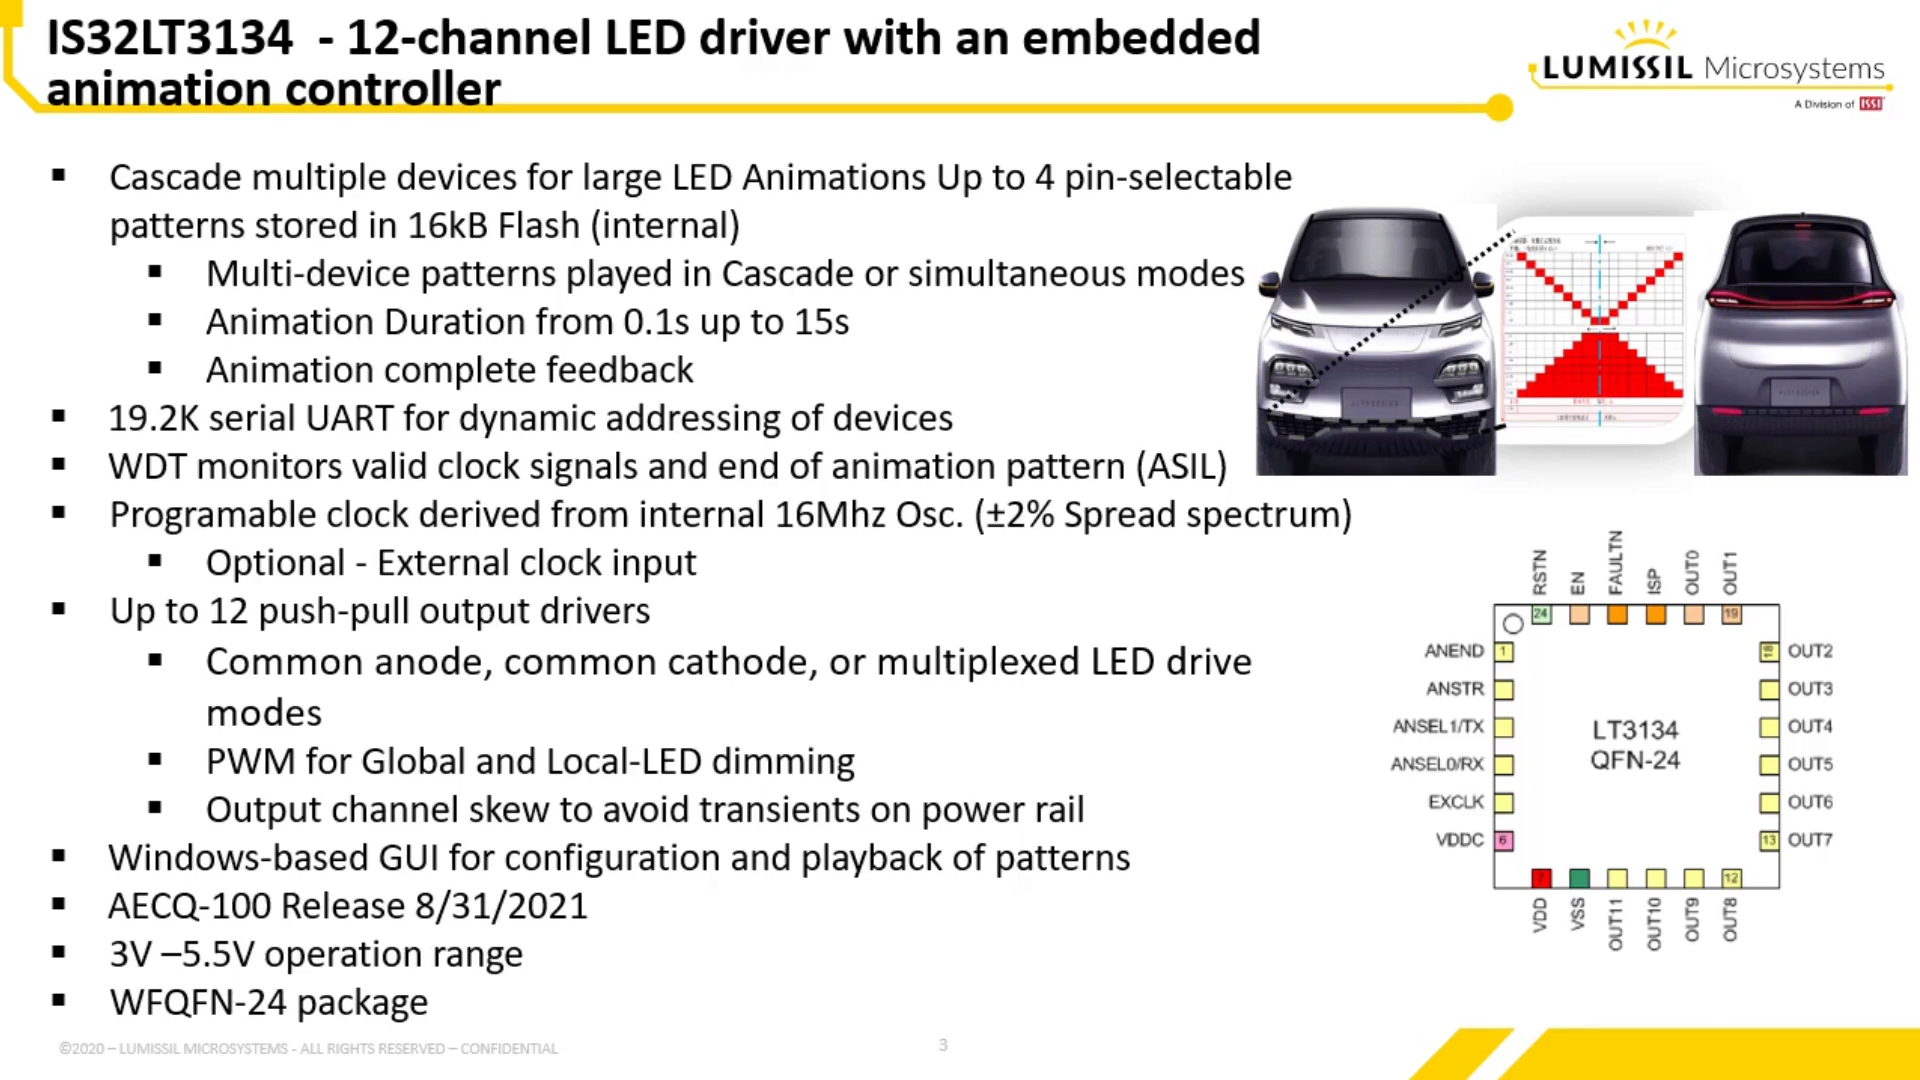 IS32LT3134 - 12-channel LED driver with an embedded
animation controller
LUMISSIL Microsystems
A Division of ISSI
▪ Cascade multiple devices for large LED Animations Up to 4 pin-selectable
patterns stored in 16kB Flash (internal)
▪ Multi-device patterns played in Cascade or simultaneous modes
▪ Animation Duration from 0.1s up to 15s
▪ Animation complete feedback
▪ 19.2K serial UART for dynamic addressing of devices
▪ WDT monitors valid clock signals and end of animation pattern (ASIL)
▪ Programable clock derived from internal 16Mhz Osc. (±2% Spread spectrum)
▪ Optional - External clock input
▪ Up to 12 push-pull output drivers
▪ Common anode, common cathode, or multiplexed LED drive
modes
▪ PWM for Global and Local-LED dimming
▪ Output channel skew to avoid transients on power rail
▪ Windows-based GUI for configuration and playback of patterns
▪ AECQ-100 Release 8/31/2021
▪ 3V –5.5V operation range
▪ WFQFN-24 package
RSTN EN FAULTN ISP OUT0 OUT1
24 19
ANEND 1 18 OUT2
ANSTR OUT3
ANSEL1/TX OUT4
ANSEL0/RX OUT5
EXCLK OUT6
VDDC 6 13 OUT7
LT3134
QFN-24
7 12
VDD VSS OUT11 OUT10 OUT9 OUT8
©2020 – LUMISSIL MICROSYSTEMS - ALL RIGHTS RESERVED – CONFIDENTIAL
3